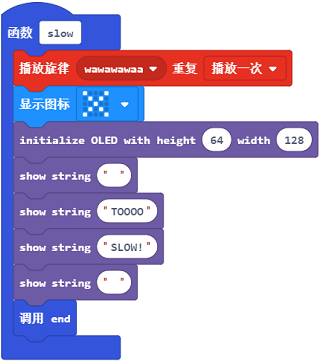 函数 slow
播放旋律 wawawawaa 重复 播放一次
显示图标
initialize OLED with height 64 width 128
show string " "
show string "TOOOO"
show string "SLOW!"
show string " "
调用 end